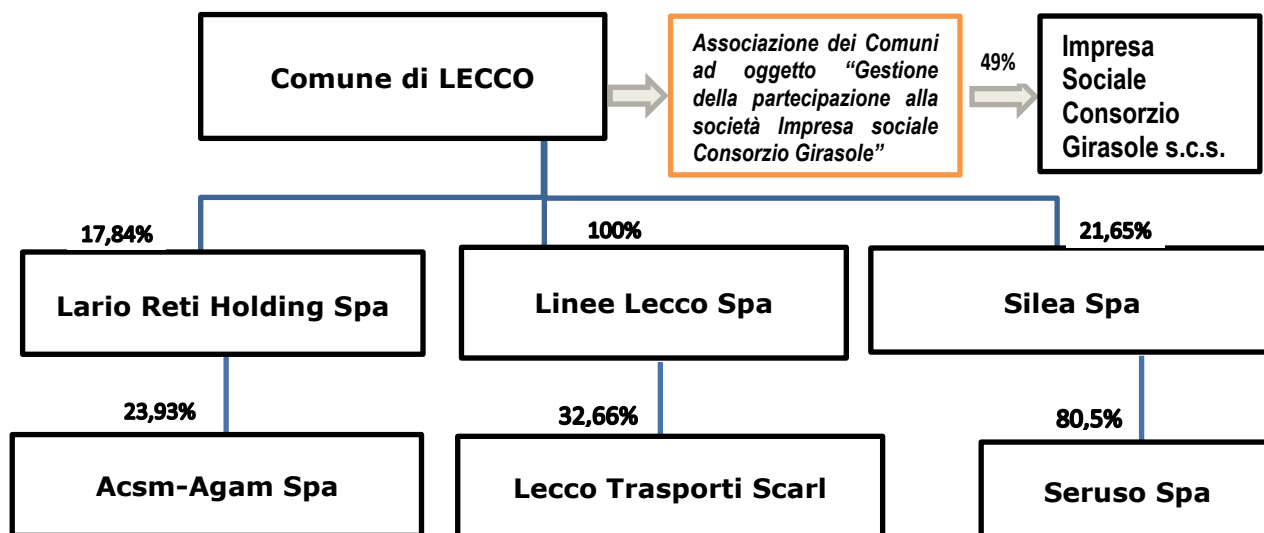 Comune di LECCO
Associazione dei Comuni
ad oggetto “Gestione
della partecipazione alla
società Impresa sociale
Consorzio Girasole”
49%
Impresa
Sociale
Consorzio
Girasole s.c.s.
17,84%
100%
21,65%
Lario Reti Holding Spa
Linee Lecco Spa
Silea Spa
23,93%
32,66%
80,5%
Acsm-Agam Spa
Lecco Trasporti Scarl
Seruso Spa